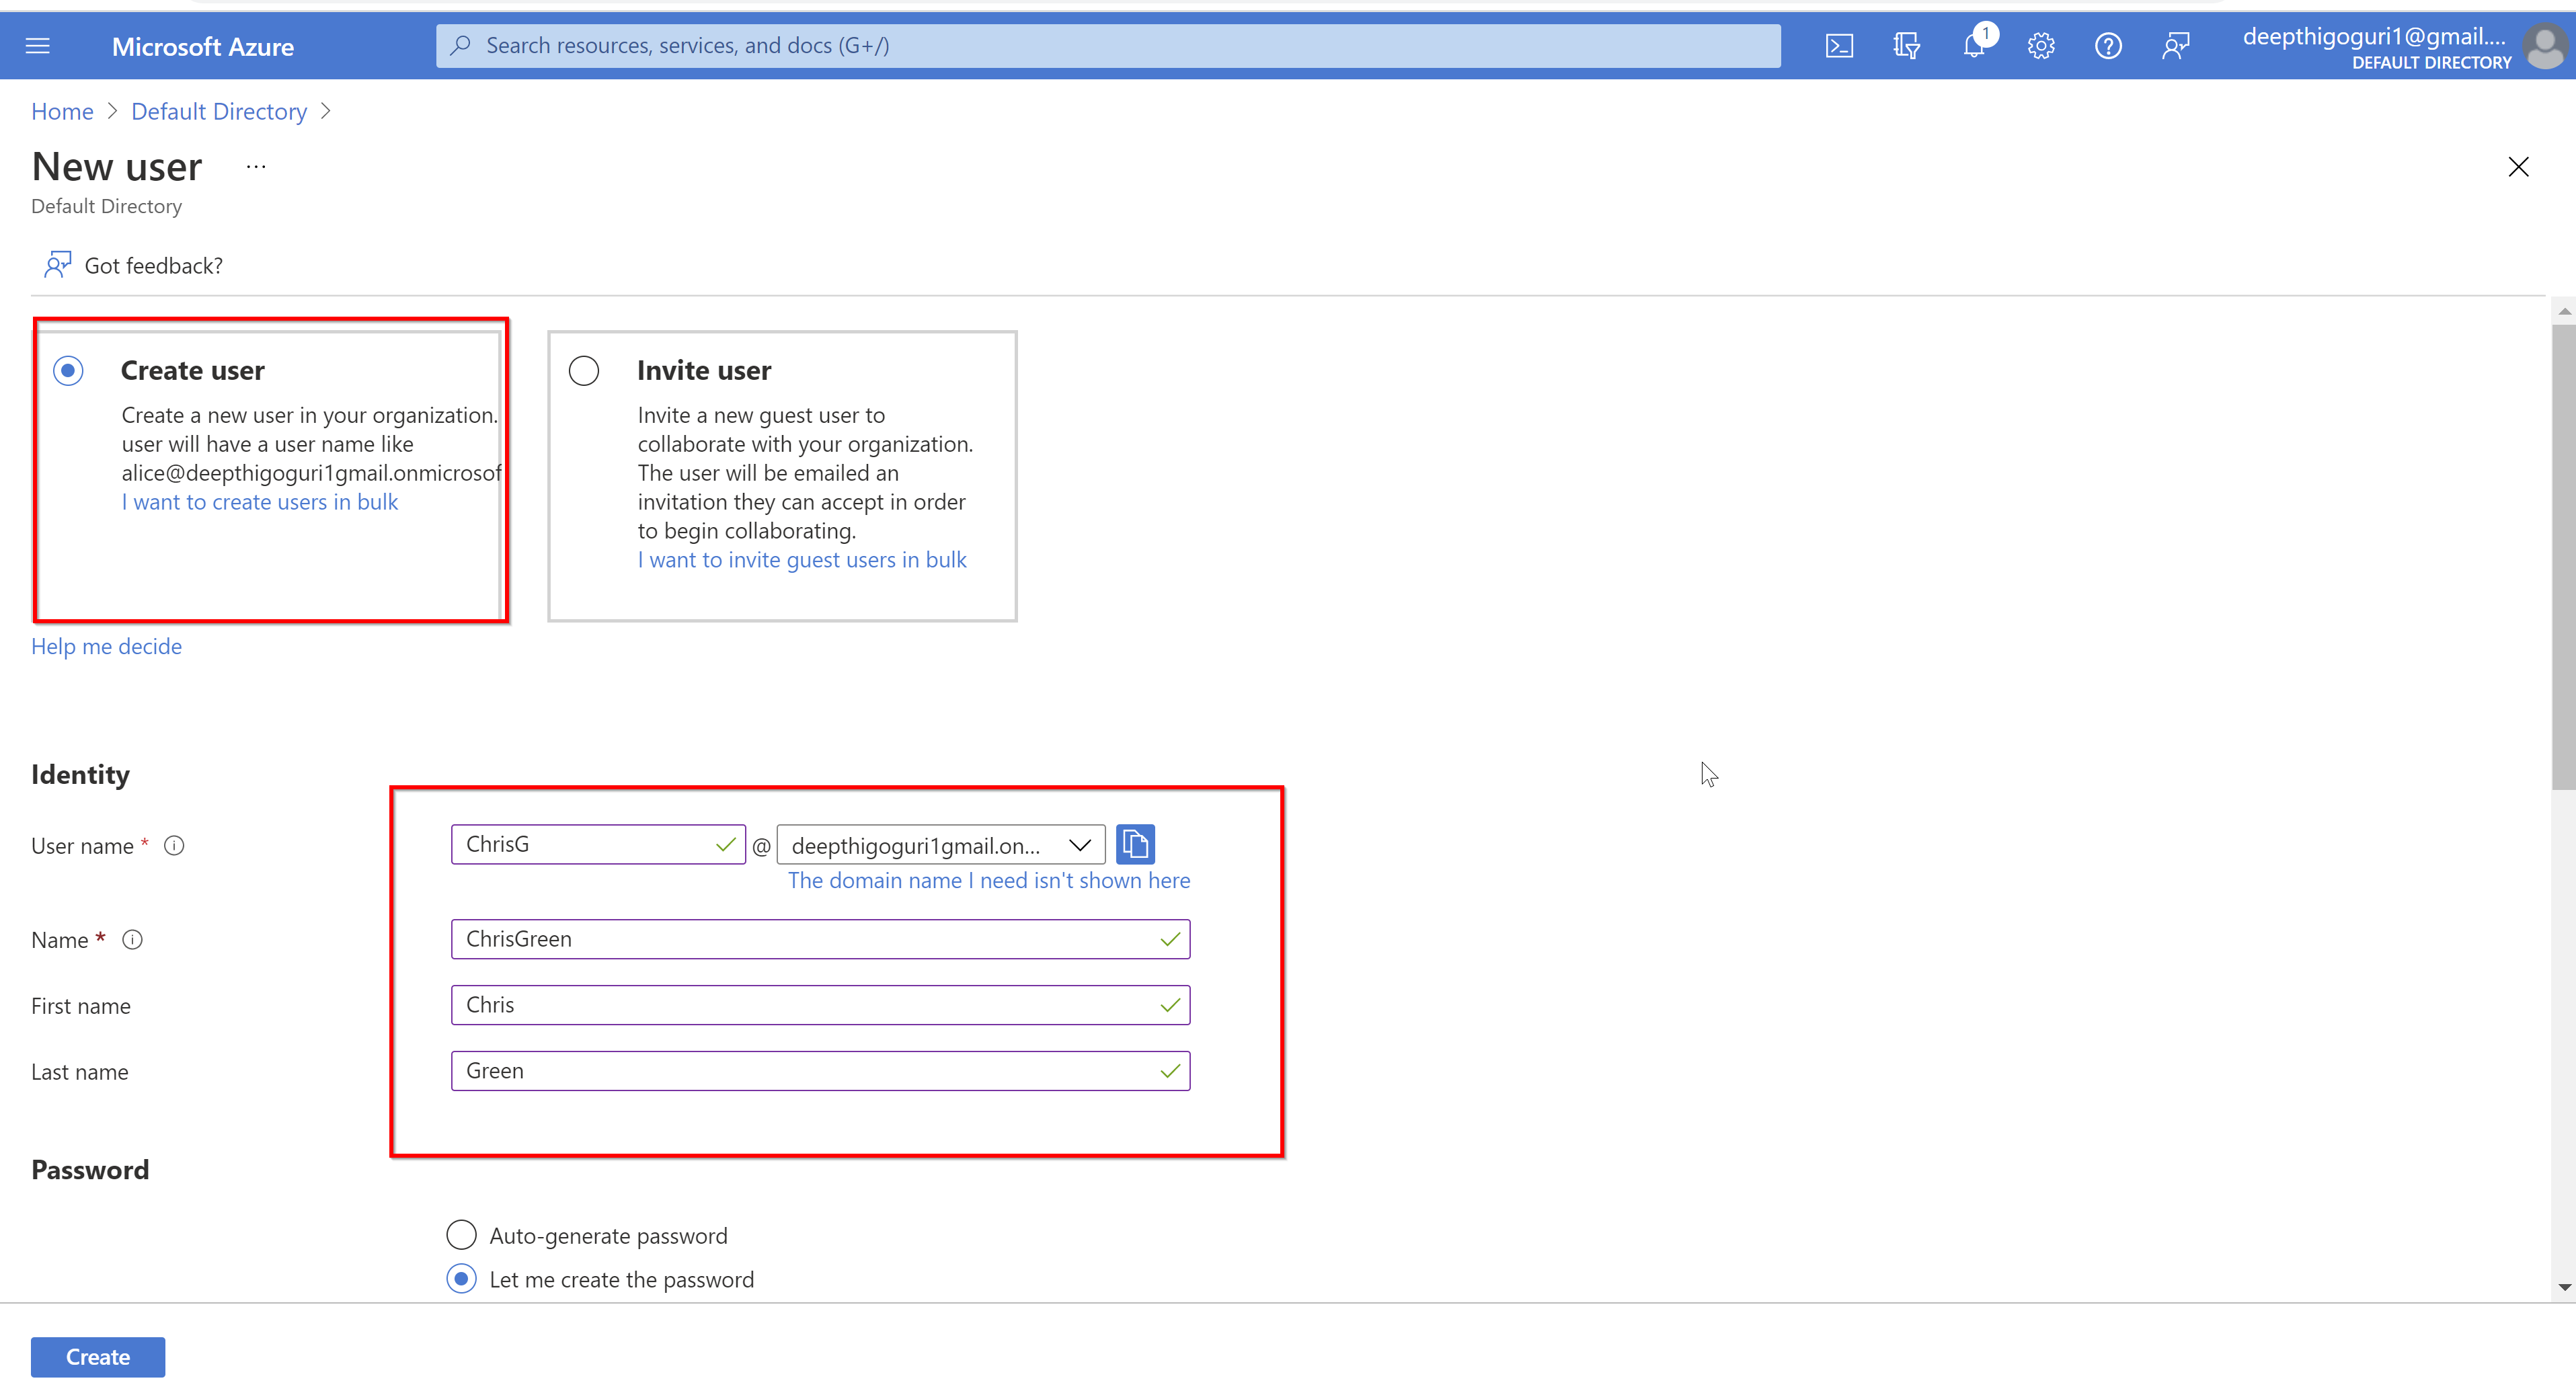 Microsoft Azure
Search resources, services, and docs (G+/)
1
deepthigoguri1@gmail....
DEFAULT DIRECTORY
Home > Default Directory >
New user ...
Default Directory
Got feedback?
Create user
Create a new user in your organization.
user will have a user name like
alice@deepthigoguri1gmail.onmicrosof
I want to create users in bulk
Invite user
Invite a new guest user to
collaborate with your organization.
The user will be emailed an
invitation they can accept in order
to begin collaborating.
I want to invite guest users in bulk
Help me decide
Identity
User name *
ChrisG @ deepthigoguri1gmail.on...
The domain name I need isn't shown here
Name *
ChrisGreen
First name
Chris
Last name
Green
Password
Auto-generate password
Let me create the password
Create